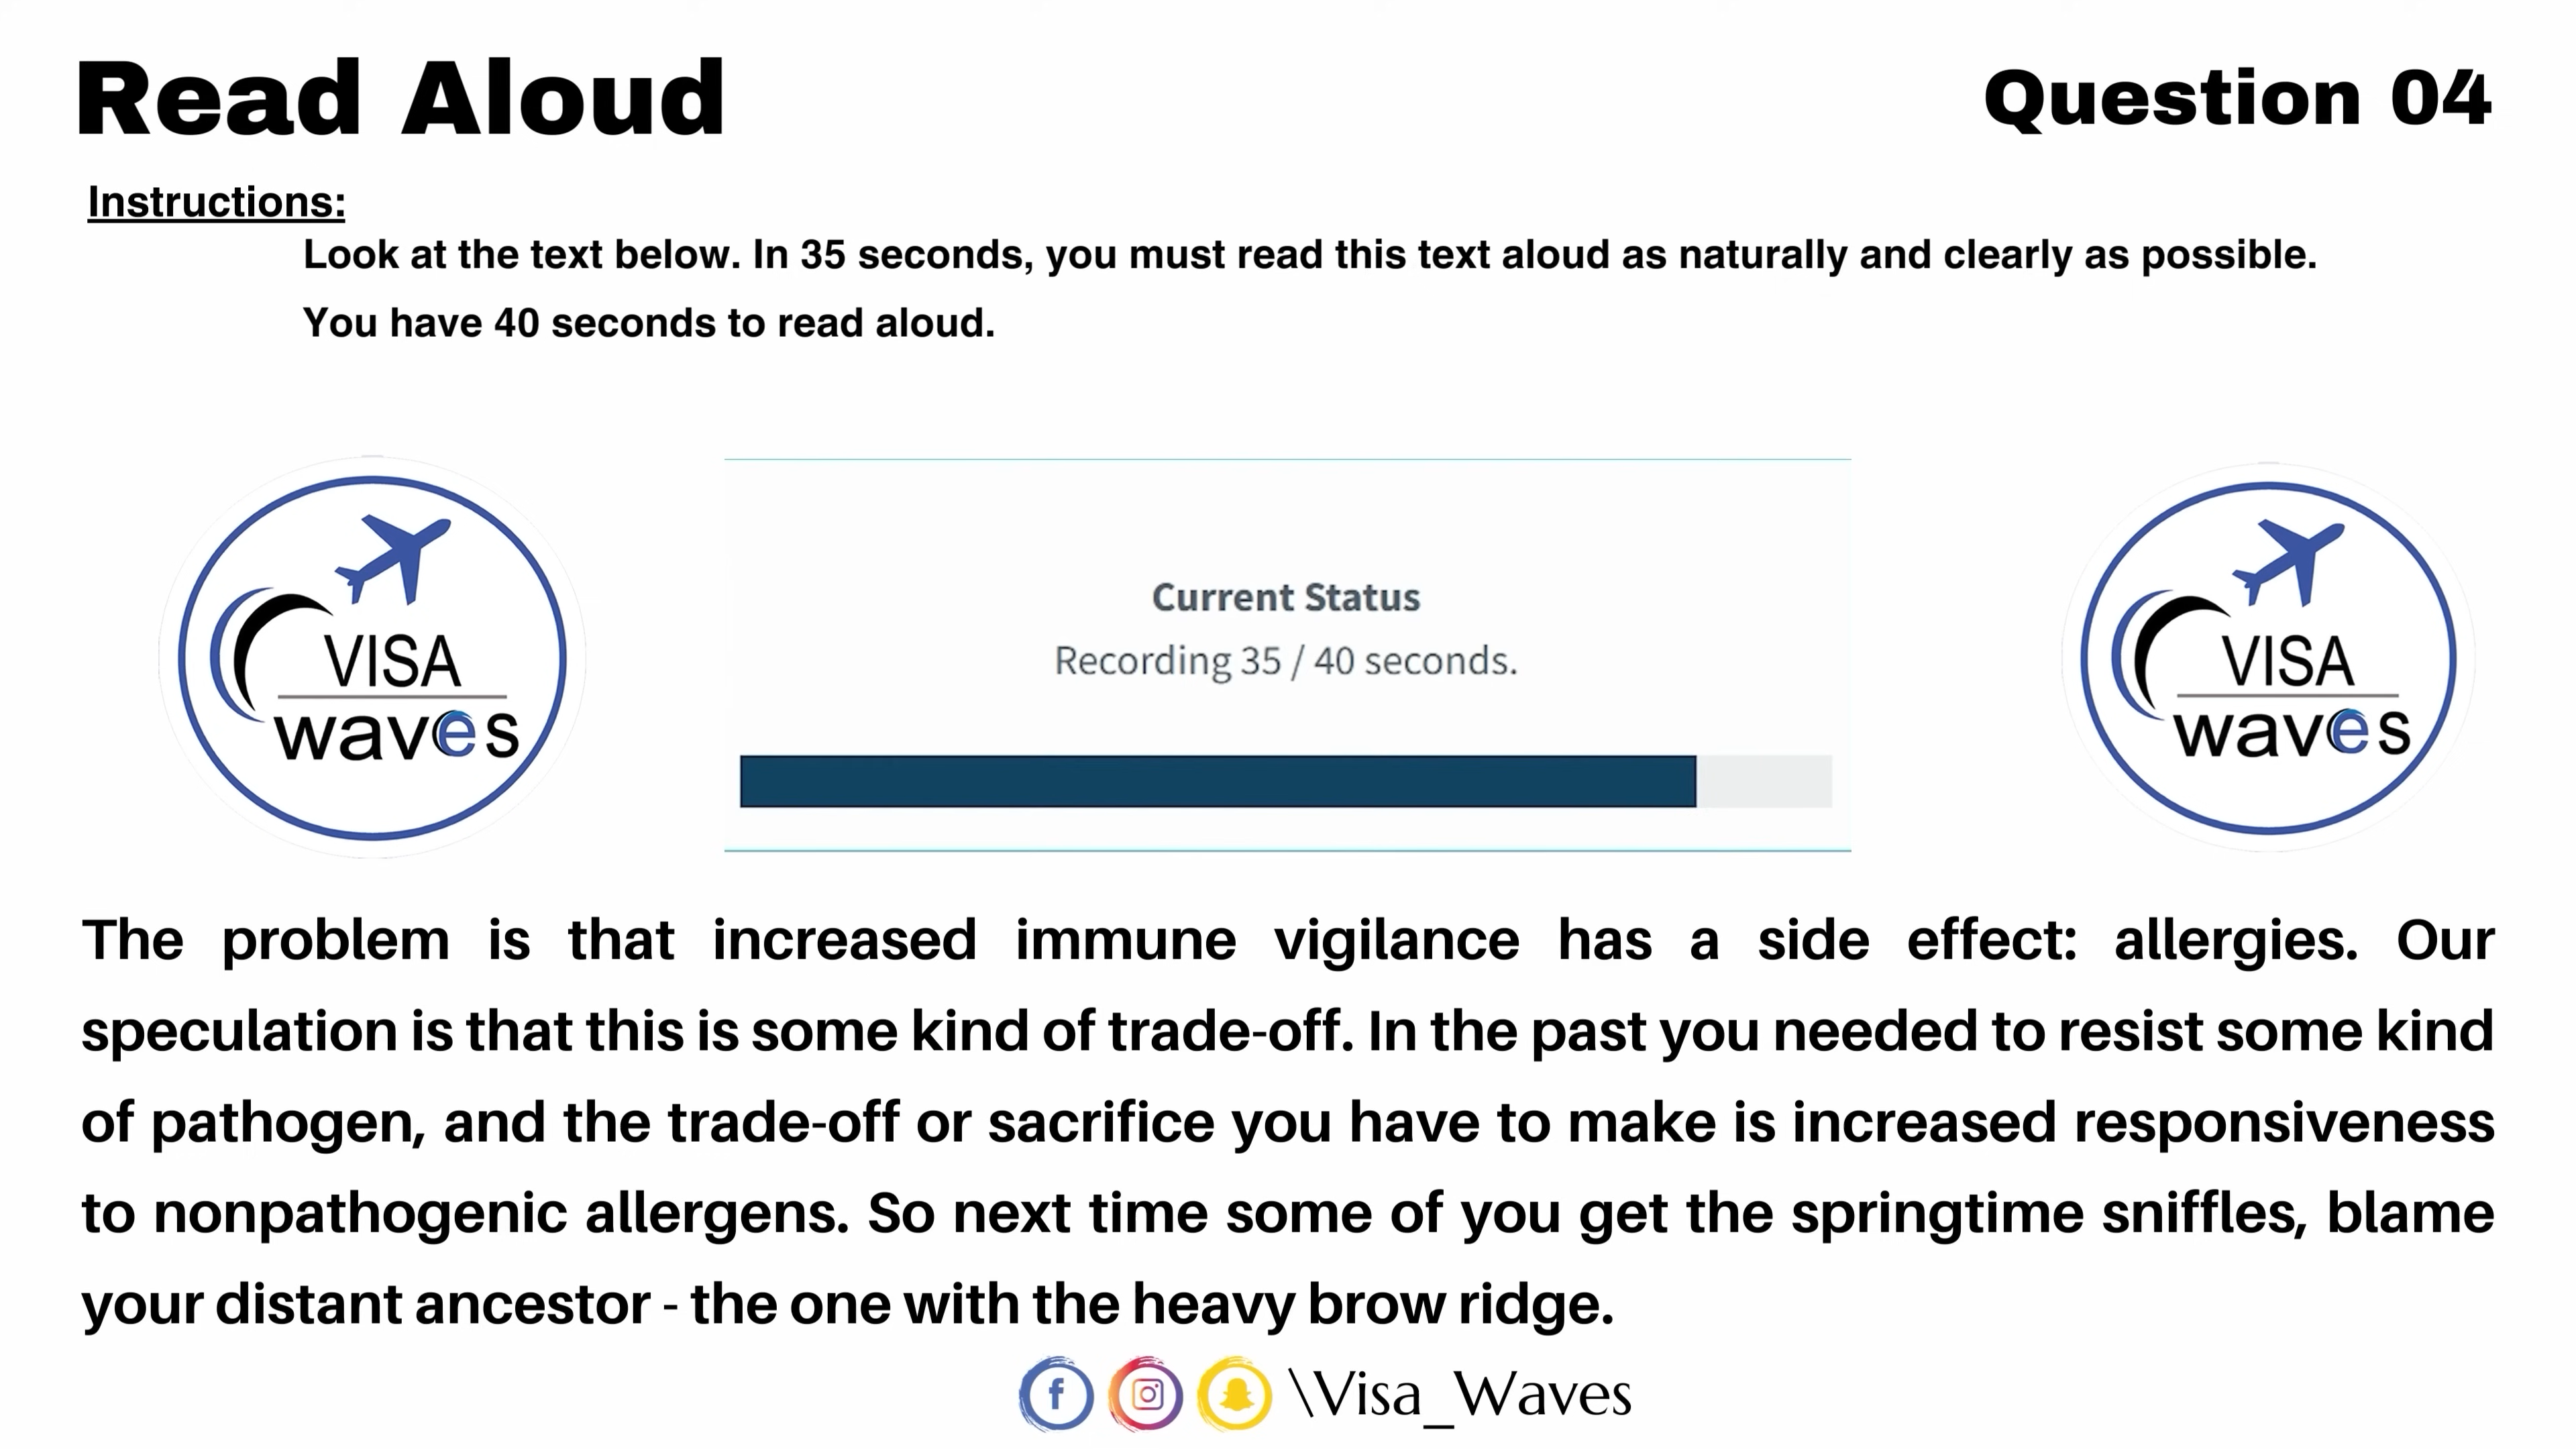 Read Aloud
Question 04
Instructions:
Look at the text below. In 35 seconds, you must read this text aloud as naturally and clearly as possible.
You have 40 seconds to read aloud.
VISA
waves
Current Status
Recording 35 / 40 seconds.
VISA
waves
The problem is that increased immune vigilance has a side effect: allergies. Our
speculation is that this is some kind of trade-off. In the past you needed to resist some kind
of pathogen, and the trade-off or sacrifice you have to make is increased responsiveness
to nonpathogenic allergens. So next time some of you get the springtime sniffles, blame
your distant ancestor - the one with the heavy brow ridge.
\Visa_Waves